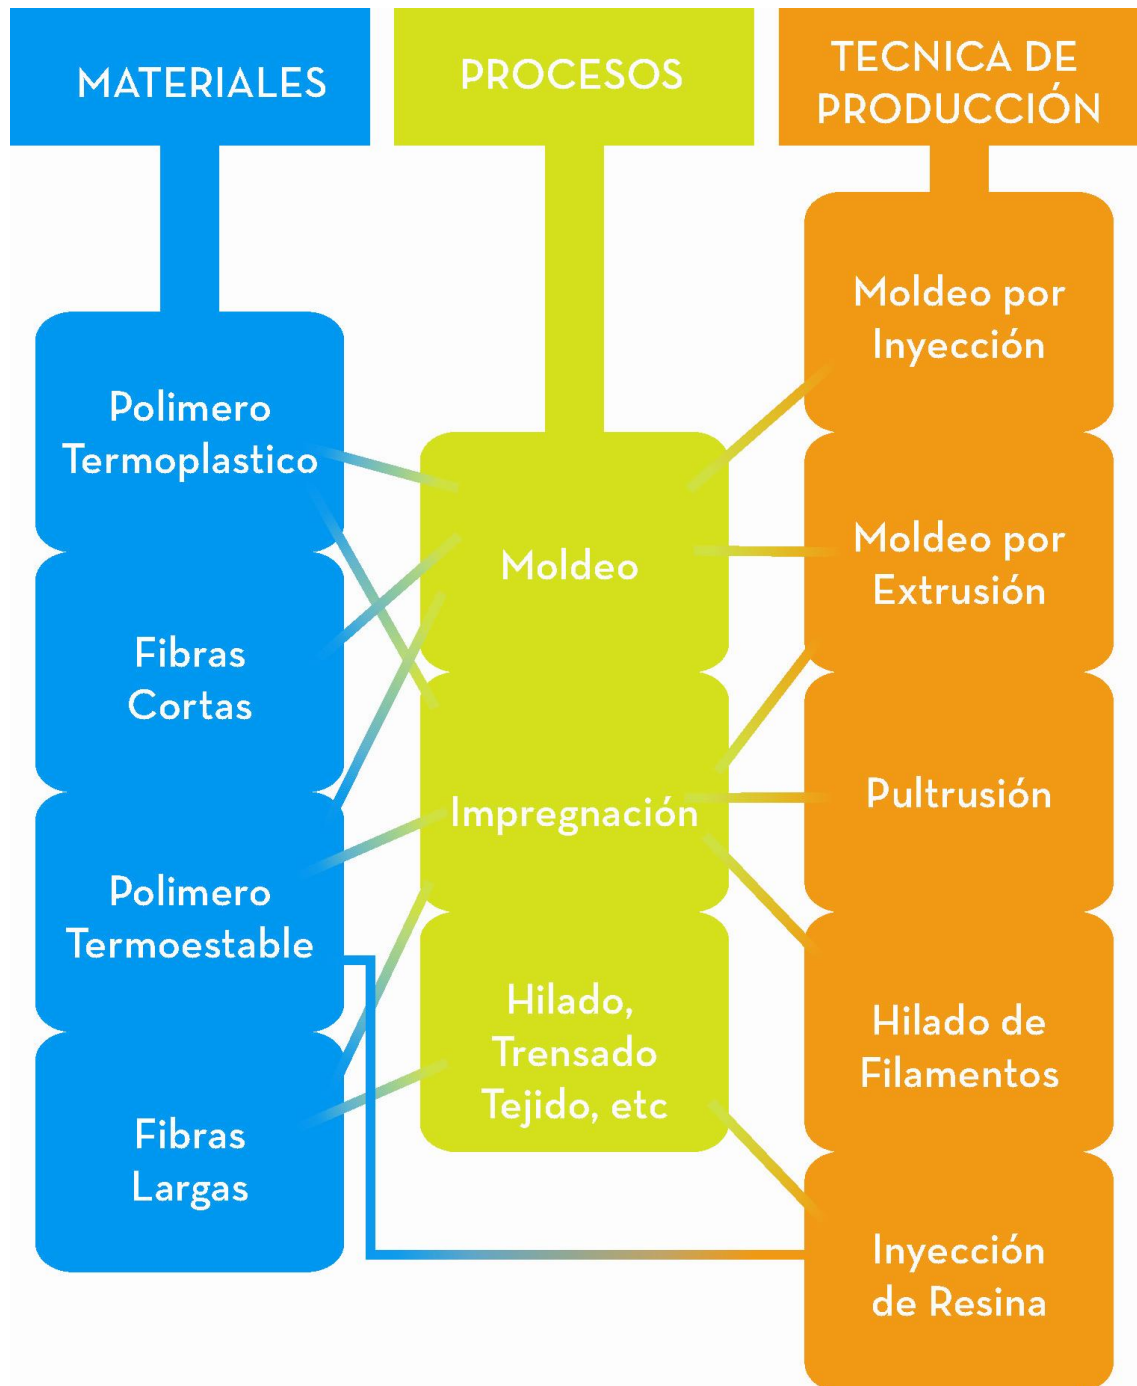 MATERIALES
PROCESOS
TECNICA DE
PRODUCCIÓN
Polimero
Termoplastico
Fibras
Cortas
Polimero
Termoestable
Fibras
Largas
Moldeo
Impregnación
Hilado,
Trensado
Tejido, etc
Moldeo por
Inyección
Moldeo por
Extrusión
Pultrusión
Hilado de
Filamentos
Inyección
de Resina